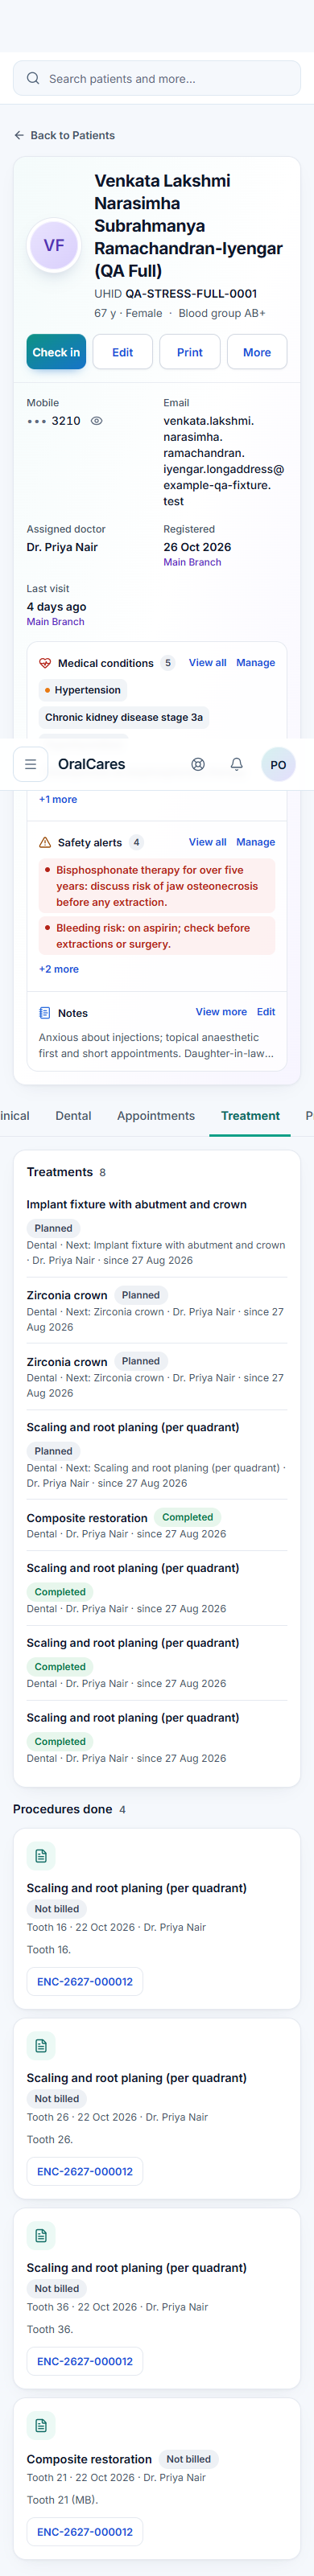 Search patients and more...
Back to Patients
Venkata Lakshmi
Narasimha
Subrahmanya
Ramachandran-Iyengar
(QA Full)
VF
UHID QA-STRESS-FULL-0001
67 y · Female · Blood group AB+
Check in
Edit
Print
More
Mobile
••• 3210
Email
venkata.lakshmi.
narasimha.
ramachandran.
iyengar.longaddress@
example-qa-fixture.
test
Assigned doctor
Dr. Priya Nair
Registered
26 Oct 2026
Main Branch
Last visit
4 days ago
Main Branch
Medical conditions 5 View all Manage
Hypertension
Chronic kidney disease stage 3a
OralCares
PO
+1 more
Safety alerts 4 View all Manage
Bisphosphonate therapy for over five
years: discuss risk of jaw osteonecrosis
before any extraction.
Bleeding risk: on aspirin; check before
extractions or surgery.
+2 more
Notes View more Edit
Anxious about injections; topical anaesthetic
first and short appointments. Daughter-in-law...
inical Dental Appointments Treatment P
Treatments 8
Implant fixture with abutment and crown
Planned
Dental · Next: Implant fixture with abutment and crown
· Dr. Priya Nair · since 27 Aug 2026
Zirconia crown Planned
Dental · Next: Zirconia crown · Dr. Priya Nair · since 27
Aug 2026
Zirconia crown Planned
Dental · Next: Zirconia crown · Dr. Priya Nair · since 27
Aug 2026
Scaling and root planing (per quadrant)
Planned
Dental · Next: Scaling and root planing (per quadrant) ·
Dr. Priya Nair · since 27 Aug 2026
Composite restoration Completed
Dental · Dr. Priya Nair · since 27 Aug 2026
Scaling and root planing (per quadrant)
Completed
Dental · Dr. Priya Nair · since 27 Aug 2026
Scaling and root planing (per quadrant)
Completed
Dental · Dr. Priya Nair · since 27 Aug 2026
Scaling and root planing (per quadrant)
Completed
Dental · Dr. Priya Nair · since 27 Aug 2026
Procedures done 4
Scaling and root planing (per quadrant)
Not billed
Tooth 16 · 22 Oct 2026 · Dr. Priya Nair
Tooth 16.
ENC-2627-000012
Scaling and root planing (per quadrant)
Not billed
Tooth 26 · 22 Oct 2026 · Dr. Priya Nair
Tooth 26.
ENC-2627-000012
Scaling and root planing (per quadrant)
Not billed
Tooth 36 · 22 Oct 2026 · Dr. Priya Nair
Tooth 36.
ENC-2627-000012
Composite restoration Not billed
Tooth 21 · 22 Oct 2026 · Dr. Priya Nair
Tooth 21 (MB).
ENC-2627-000012